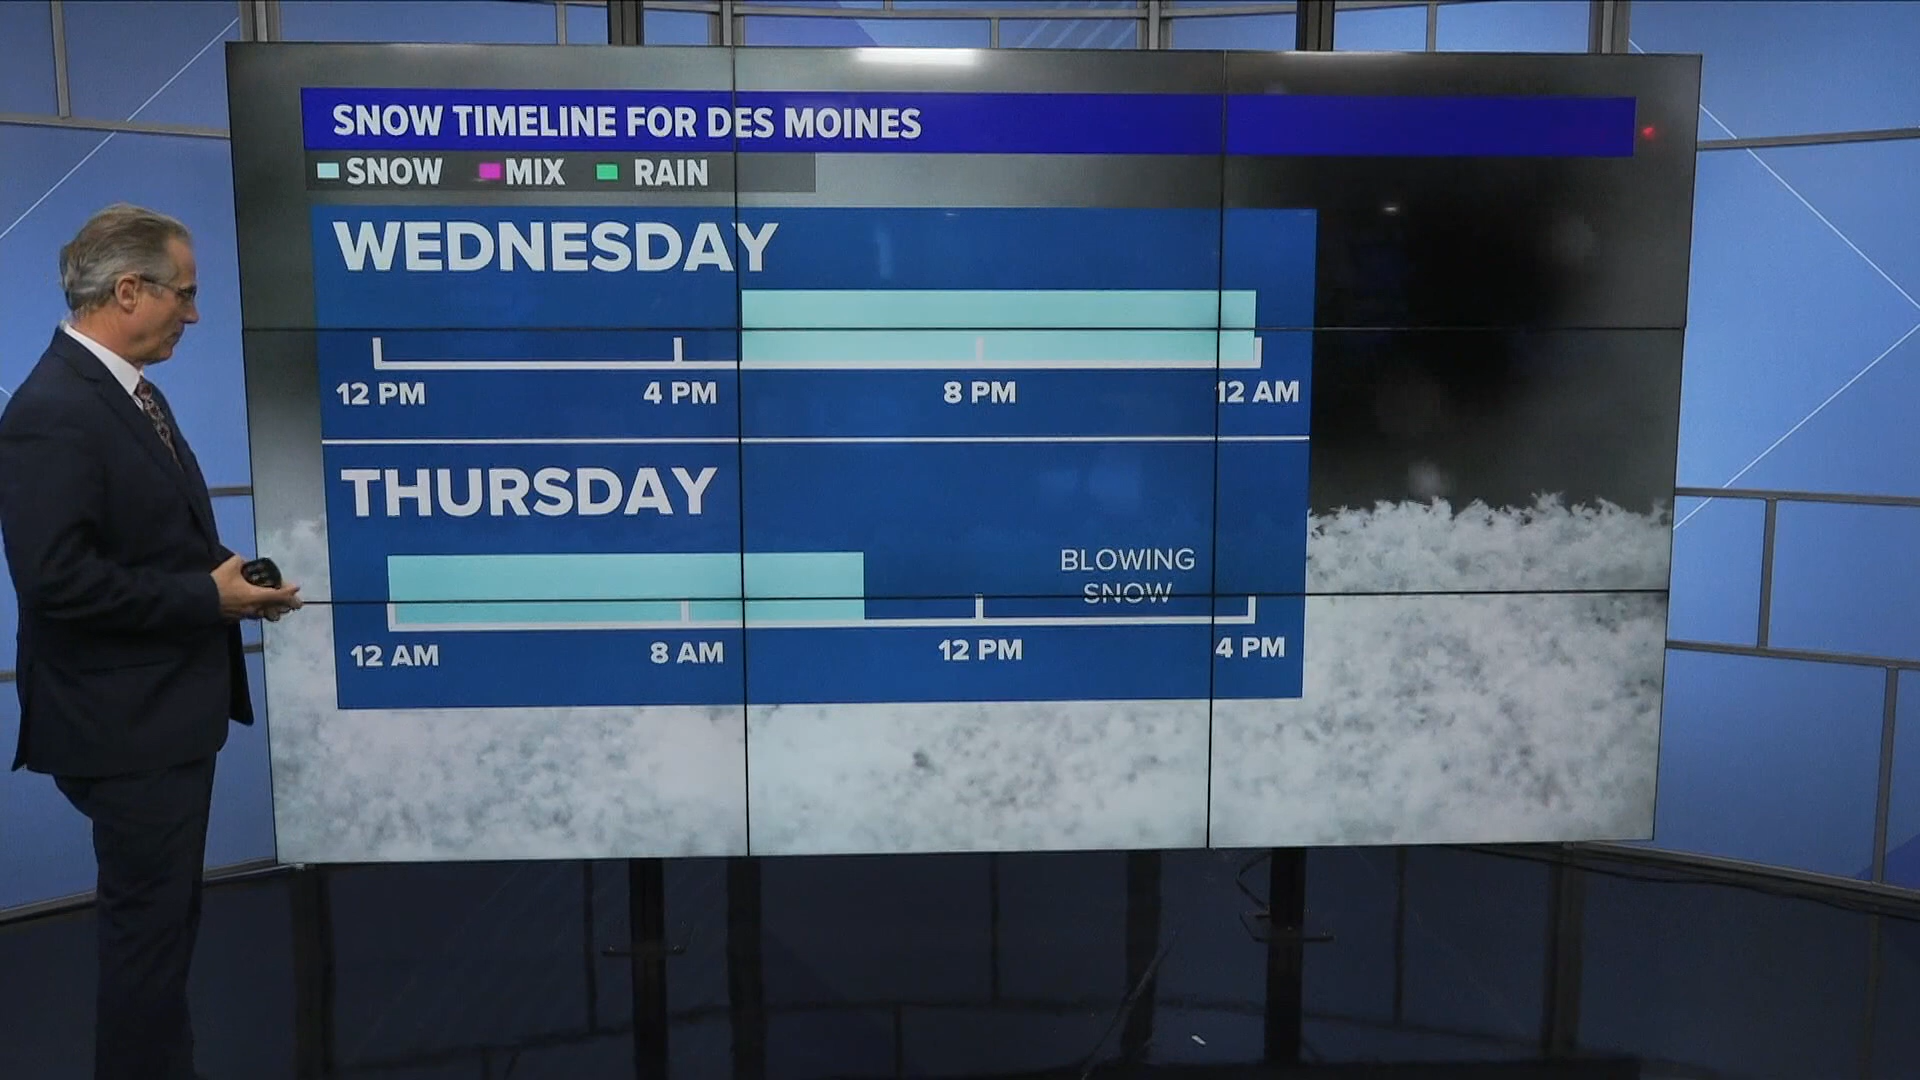 SNOW TIMELINE FOR DES MOINES
SNOW MIX RAIN
WEDNESDAY
12 PM 4 PM 8 PM 12 AM
THURSDAY
BLOWING
SNOW
12 AM 8 AM 12 PM 4 PM